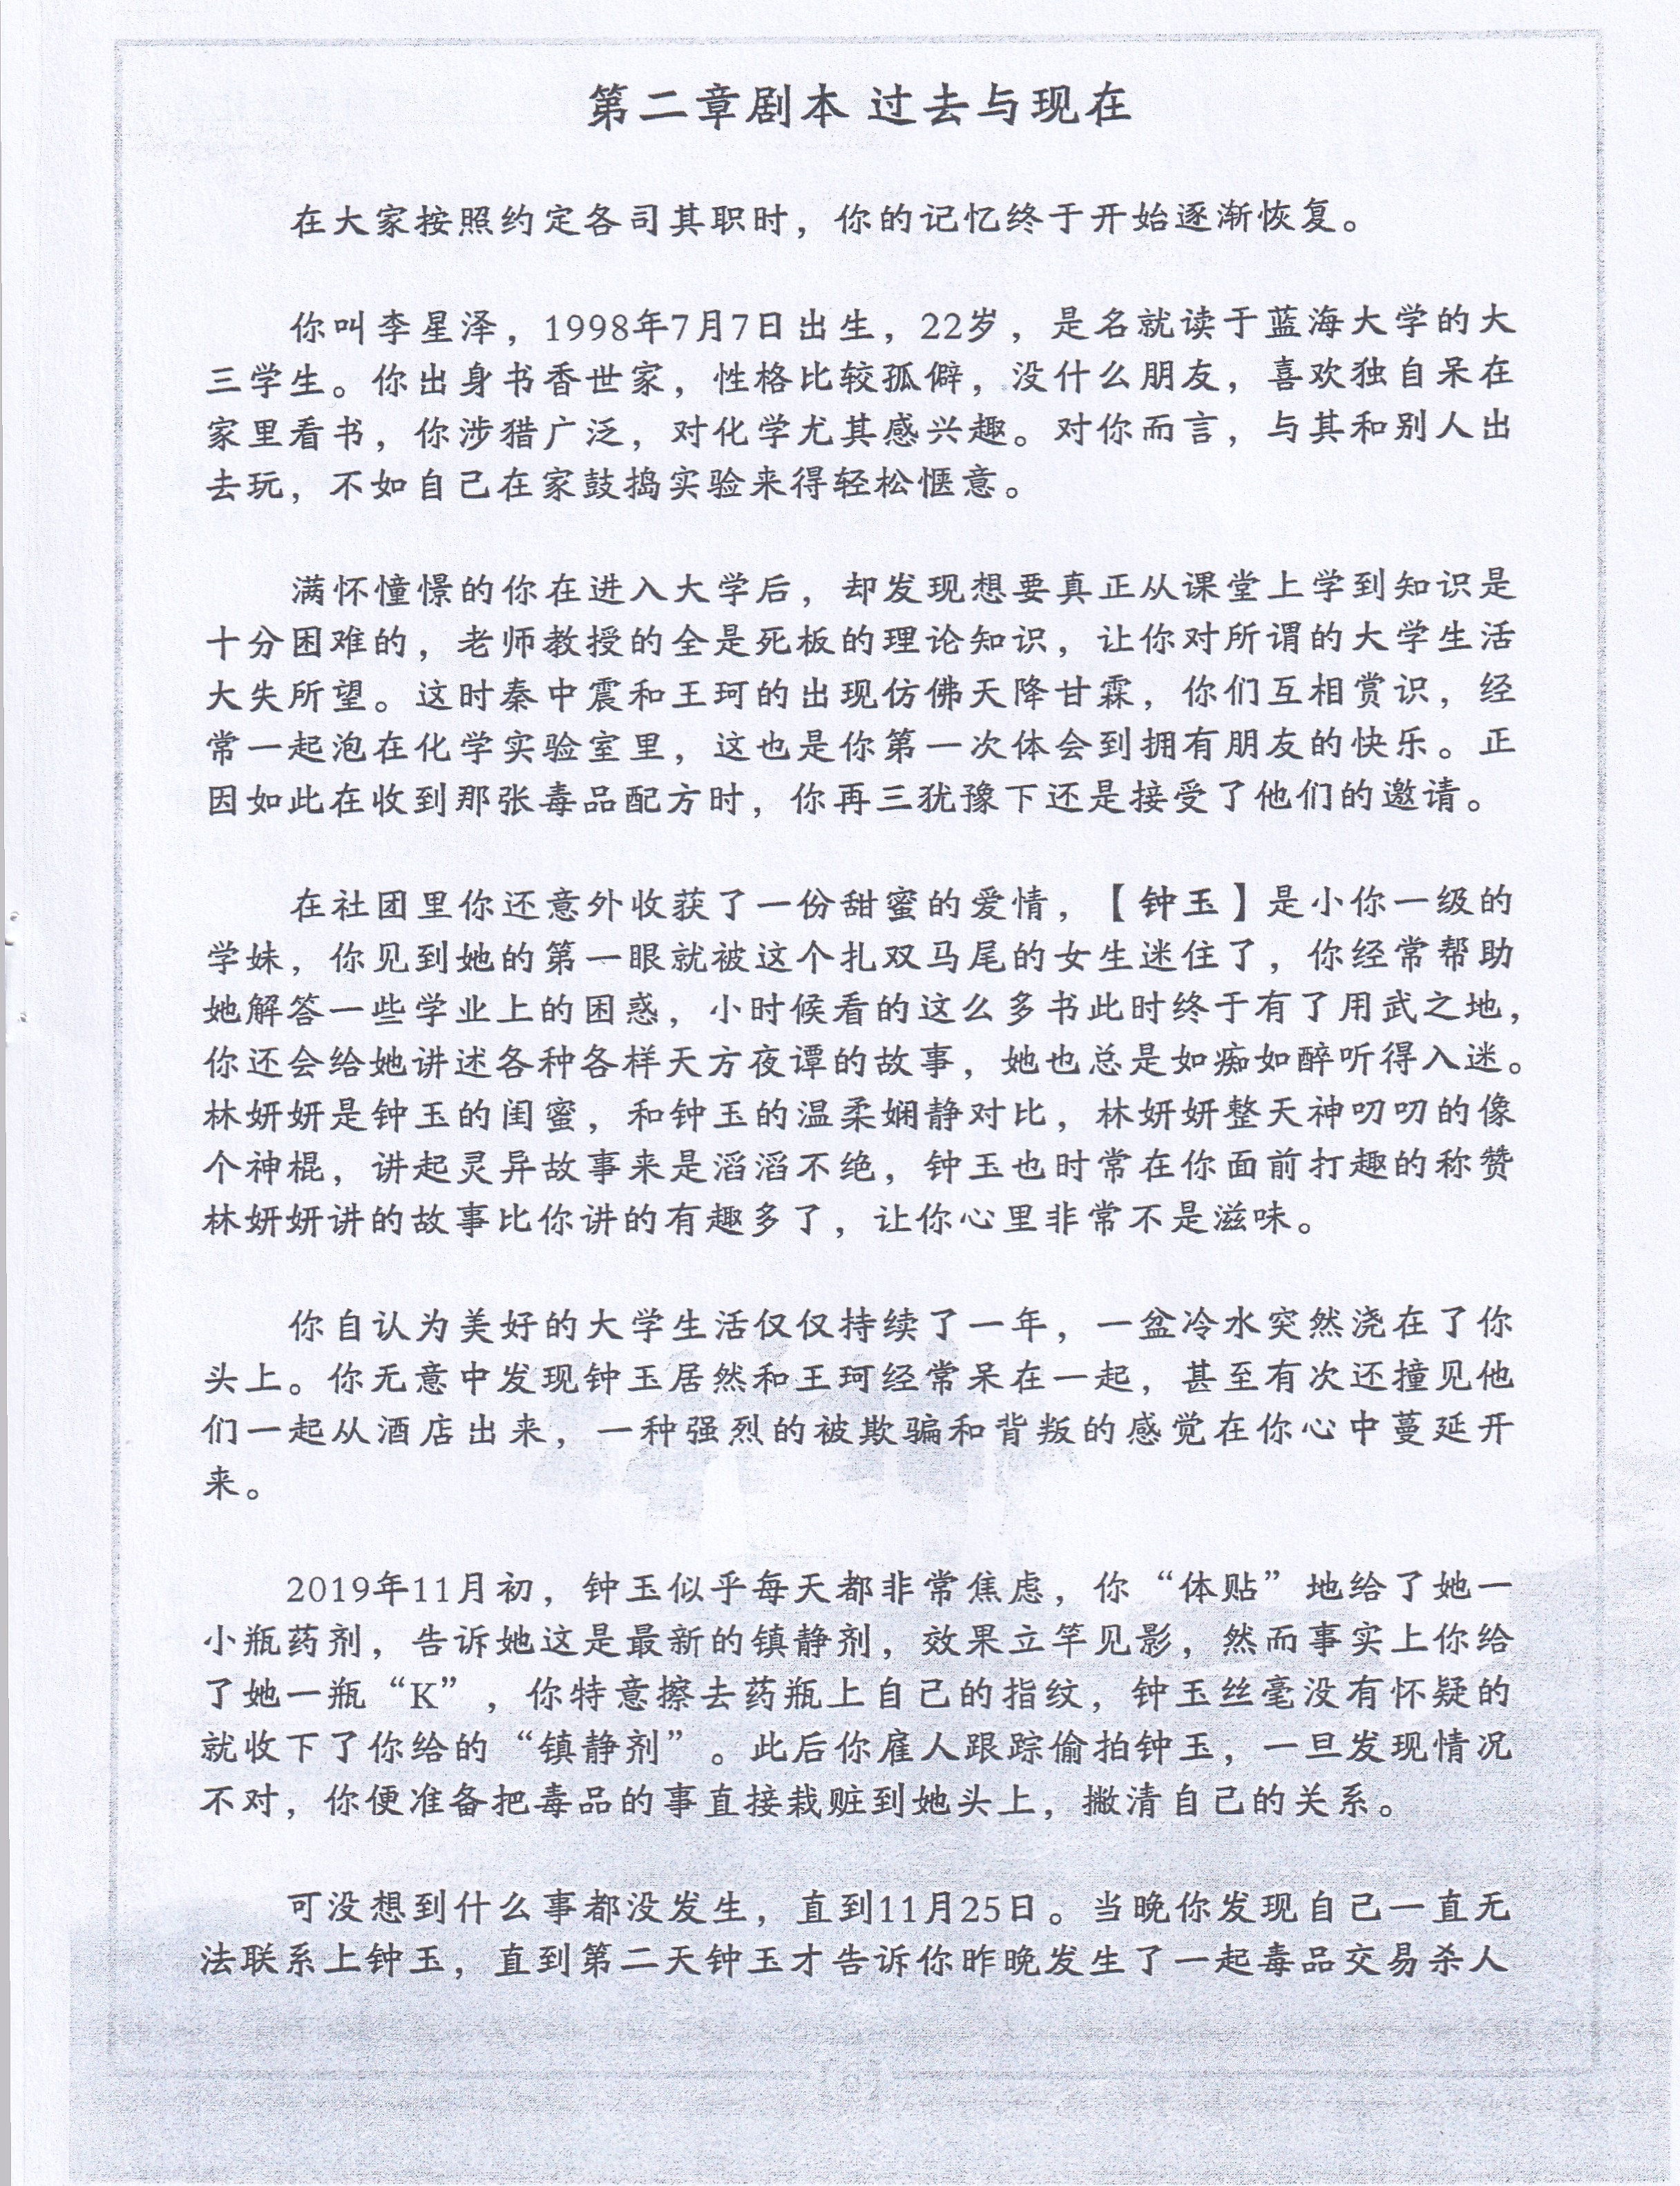 第二章剧本 过去与现在
在大家按照约定各司其职时，你的记忆终于开始逐渐恢复。
你叫李星泽，1998年7月7日出生，22岁，是名就读于蓝海大学的大
三学生。你出身书香世家，性格比较孤僻，没什么朋友，喜欢独自呆在
家里看书，你涉猎广泛，对化学尤其感兴趣。对你而言，与其和别人出
去玩，不如自己在家鼓捣实验来得轻松惬意。
满怀憧憬的你在进入大学后，却发现想要真正从课堂上学到知识是
十分困难的，老师教授的全是死板的理论知识，让你对所谓的大学生活
大失所望。这时秦中震和王珂的出现仿佛天降甘霖，你们互相赏识，经
常一起泡在化学实验室里，这也是你第一次体会到拥有朋友的快乐。正
因如此在收到那张毒品配方时，你再三犹豫下还是接受了他们的邀请。
在社团里你还意外收获了一份甜蜜的爱情，【钟玉】是小你一级的
学妹，你见到她的第一眼就被这个扎双马尾的女生迷住了，你经常帮助
她解答一些学业上的困惑，小时候看的这么多书此时终于有了用武之地，
你还会给她讲述各种各样天方夜谭的故事，她也总是如痴如醉听得入迷。
林妍妍是钟玉的闺蜜，和钟玉的温柔娴静对比，林妍妍整天神叨叨的像
个神棍，讲起灵异故事来是滔滔不绝，钟玉也时常在你面前打趣的称赞
林妍妍讲的故事比你讲的有趣多了，让你心里非常不是滋味。
你自认为美好的大学生活仅仅持续了一年，一盆冷水突然浇在了你
头上。你无意中发现钟玉居然和王珂经常呆在一起，甚至有次还撞见他
们一起从酒店出来，一种强烈的被欺骗和背叛的感觉在你心中蔓延开
来。
2019年11月初，钟玉似乎每天都非常焦虑，你“体贴”地给了她一
小瓶药剂，告诉她这是最新的镇静剂，效果立竿见影，然而事实上你给
了她一瓶“K”，你特意擦去药瓶上自己的指纹，钟玉丝毫没有怀疑的
就收下了你给的“镇静剂”。此后你雇人跟踪偷拍钟玉，一旦发现情况
不对，你便准备把毒品的事直接栽赃到她头上，撇清自己的关系。
可没想到什么事都没发生，直到11月25日。当晚你发现自己一直无
法联系上钟玉，直到第二天钟玉才告诉你昨晚发生了一起毒品交易杀人